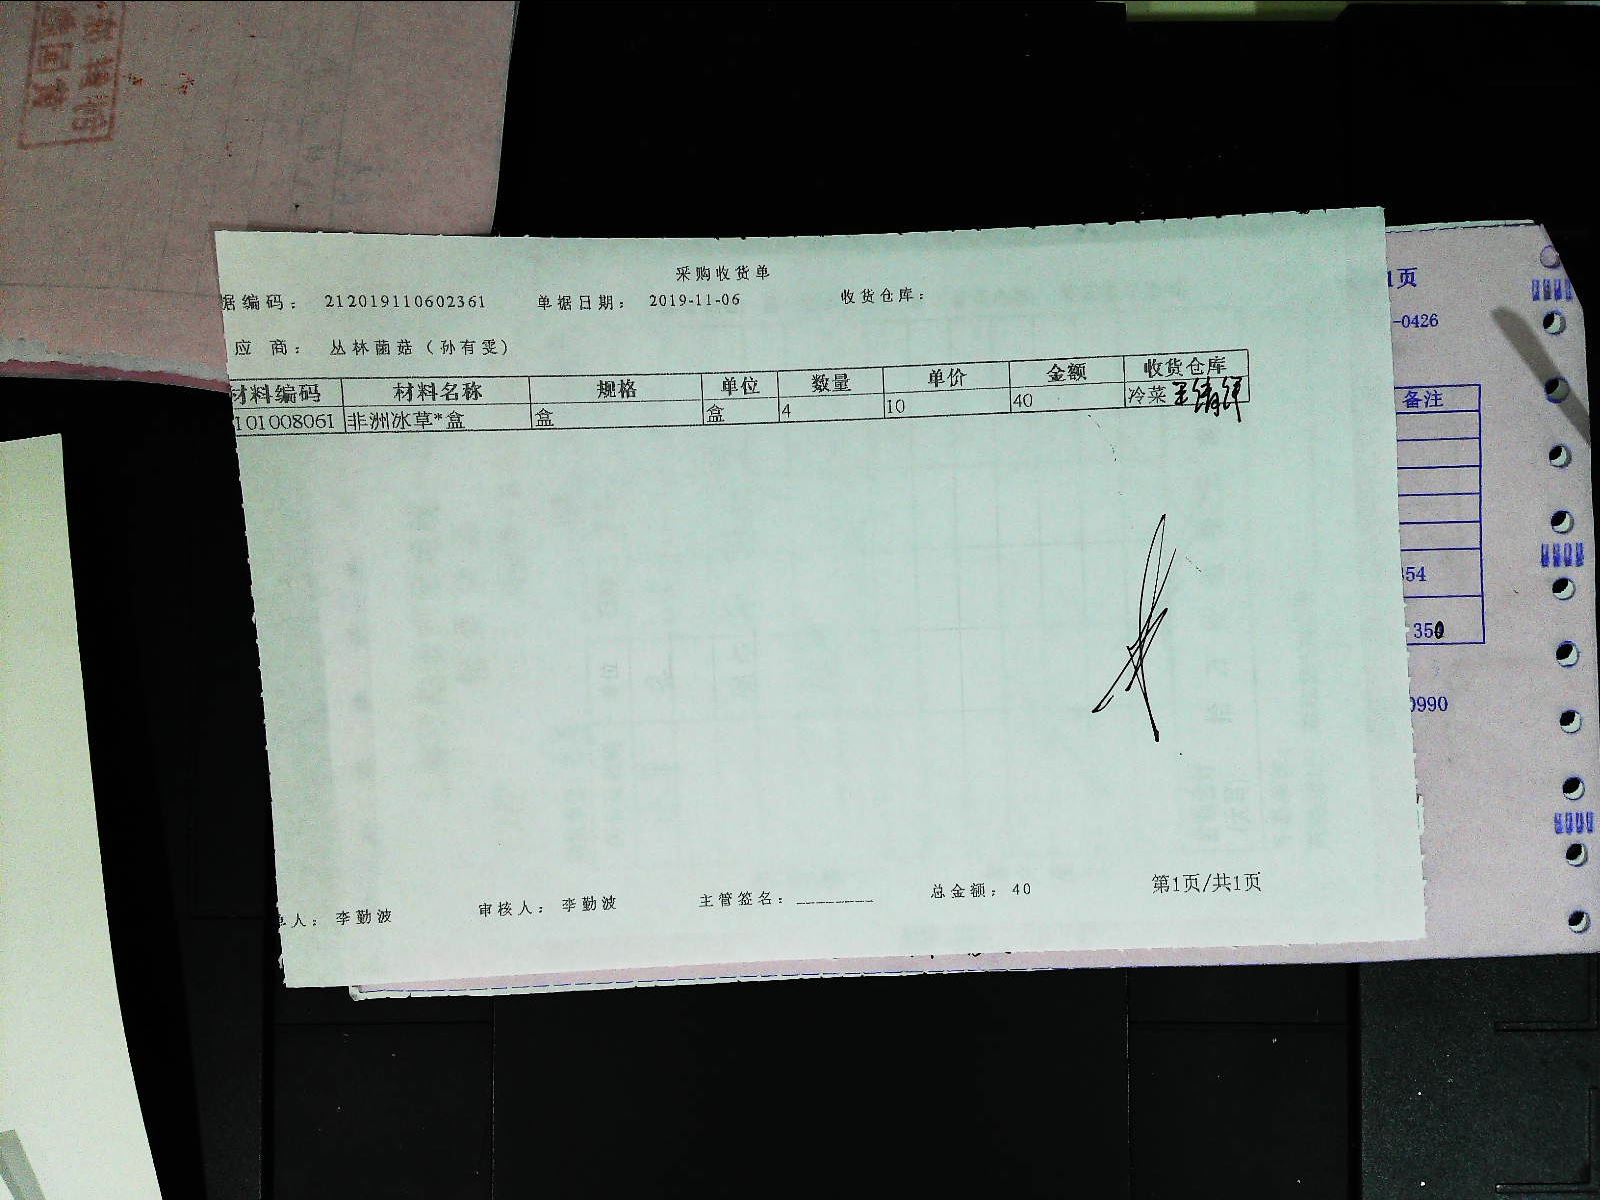 采购收货单
据编码： 212019110602361 单据日期： 2019-11-06 收货仓库：
应 商： 丛林菌菇（孙有雯）
材料编码 材料名称 规格 单位 数量 单价 金额 收货仓库
101008061 非洲冰草*盒 盒 盒 4 10 40 冷菜
单人： 李勤波 审核人： 李勤波 主管签名：________ 总金额： 40 第1页/共1页
1页
-0426
备注
354
350
0990